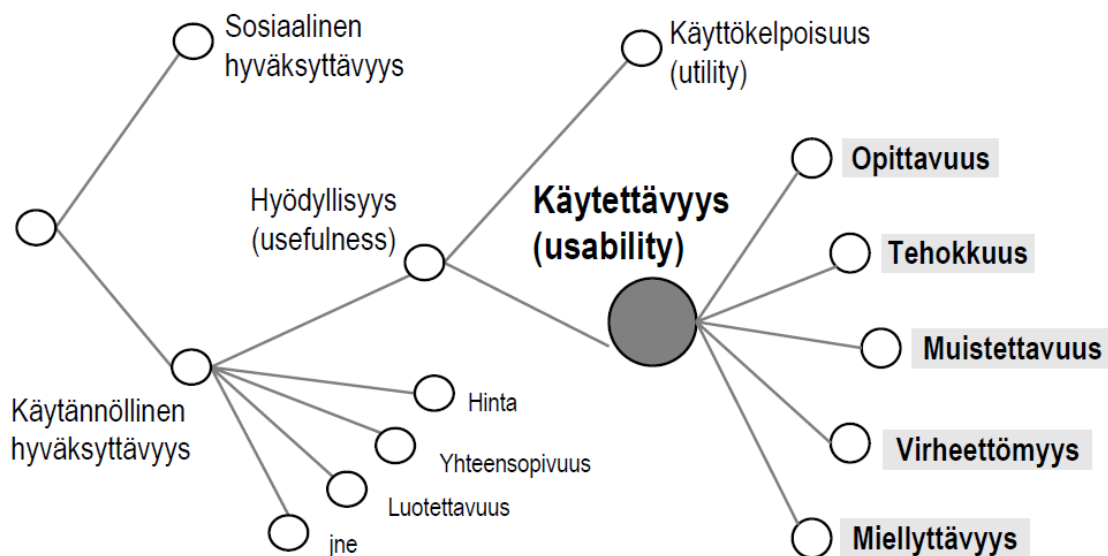 Sosiaalinen
hyväksyttävyys
Käyttökelpoisuus
(utility)
Opittavuus
Hyödyllisyys
(usefulness)
Käytettävyys
(usability)
Tehokkuus
Muistettavuus
Käytännöllinen
hyväksyttävyys
Hinta
Yhteensopivuus
Luotettavuus
jne
Virheettömyys
Miellyttävyys